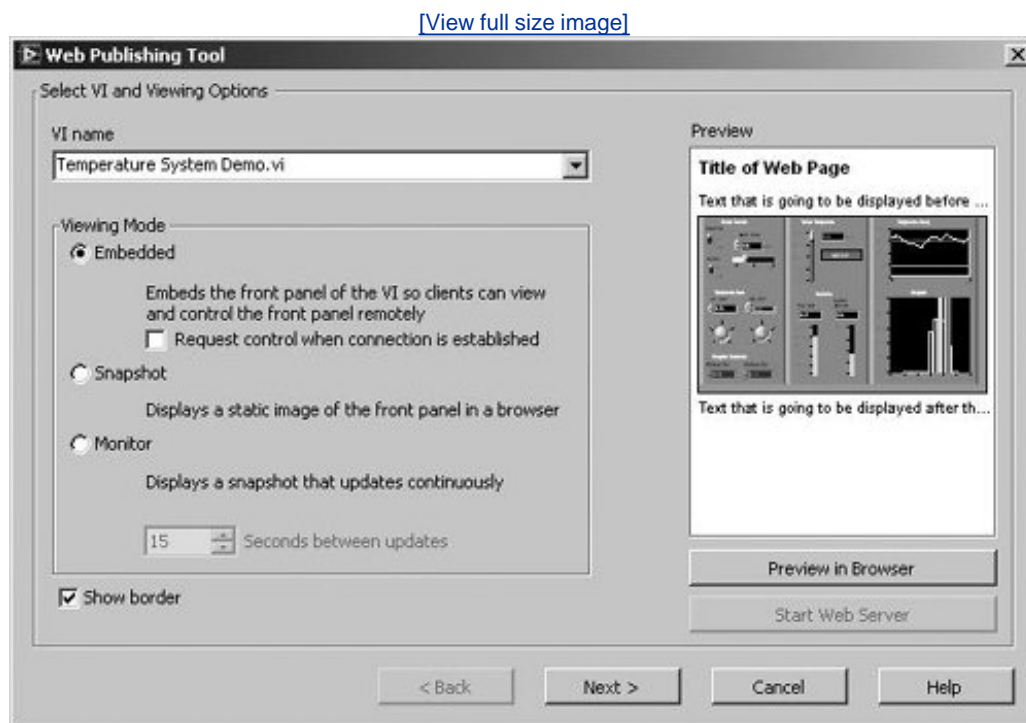 [View full size image]
Web Publishing Tool
Select VI and Viewing Options
VI name
Temperature System Demo.vi
Viewing Mode
Embedded
Embeds the front panel of the VI so clients can view
and control the front panel remotely
Request control when connection is established
Snapshot
Displays a static image of the front panel in a browser
Monitor
Displays a snapshot that updates continuously
15 Seconds between updates
Show border
Preview
Title of Web Page
Text that is going to be displayed before ...
Text that is going to be displayed after th...
Preview in Browser
Start Web Server
< Back
Next >
Cancel
Help